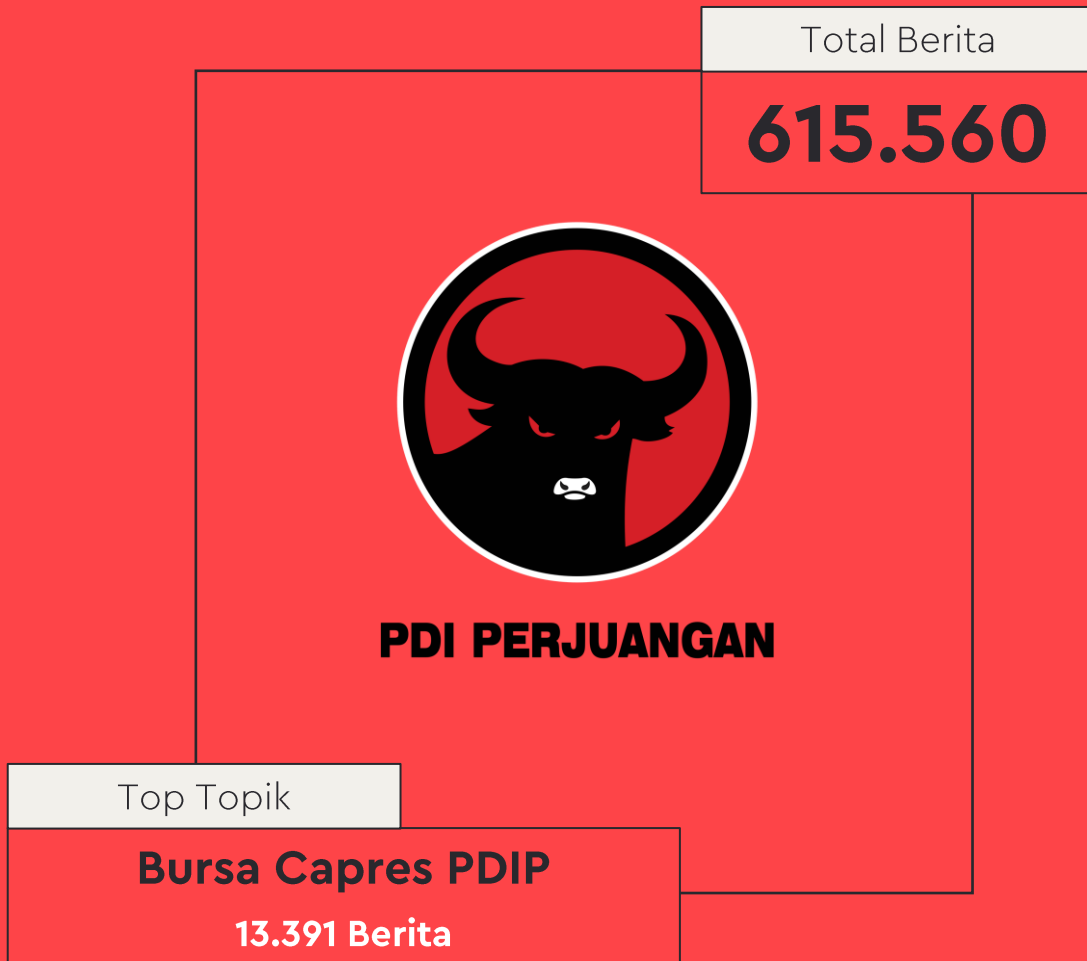 Total Berita
615.560
PDI PERJUANGAN
Top Topik
Bursa Capres PDIP
13.391 Berita